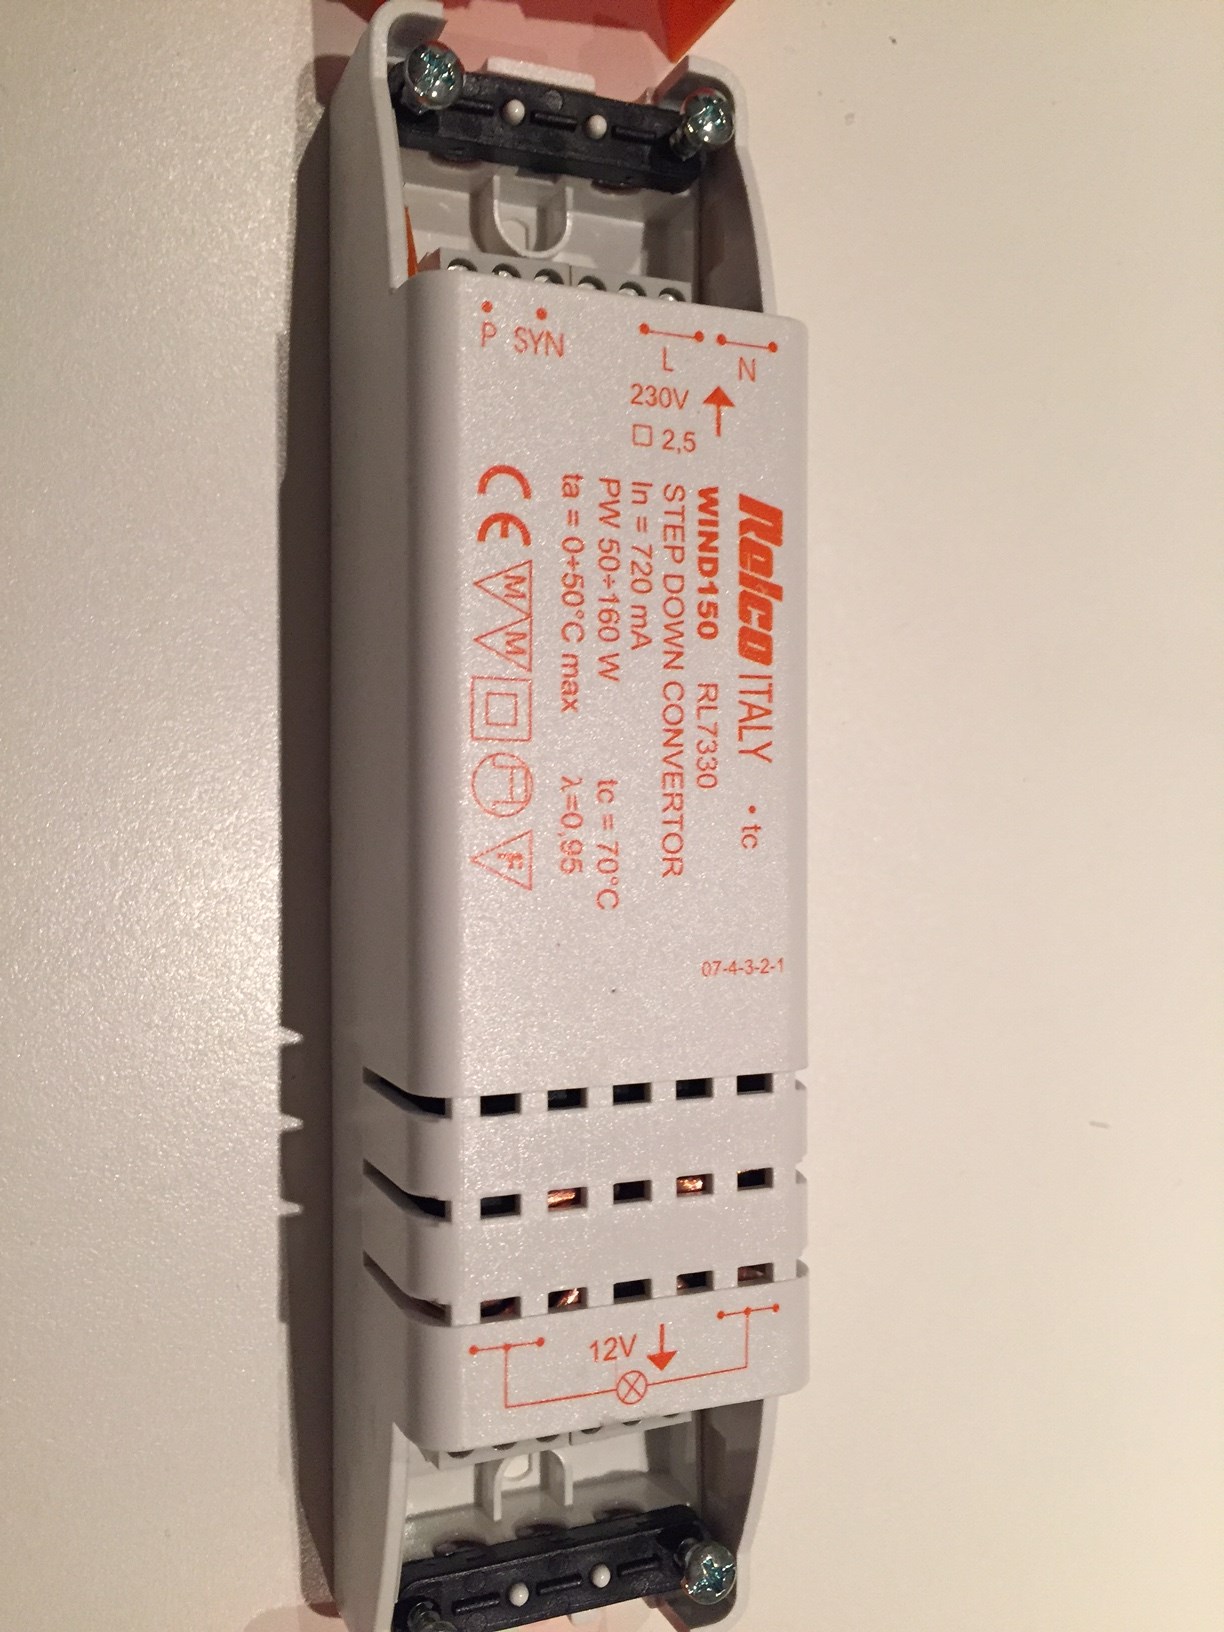 P SYN
L N
230V
2,5
Relco ITALY • tc
WIND150 RL7330
STEP DOWN CONVERTOR
In = 720 mA
PW 50÷160 W tc = 70°C
ta = 0÷50°C max λ=0,95
CE M M F
07-4-3-2-1
12V